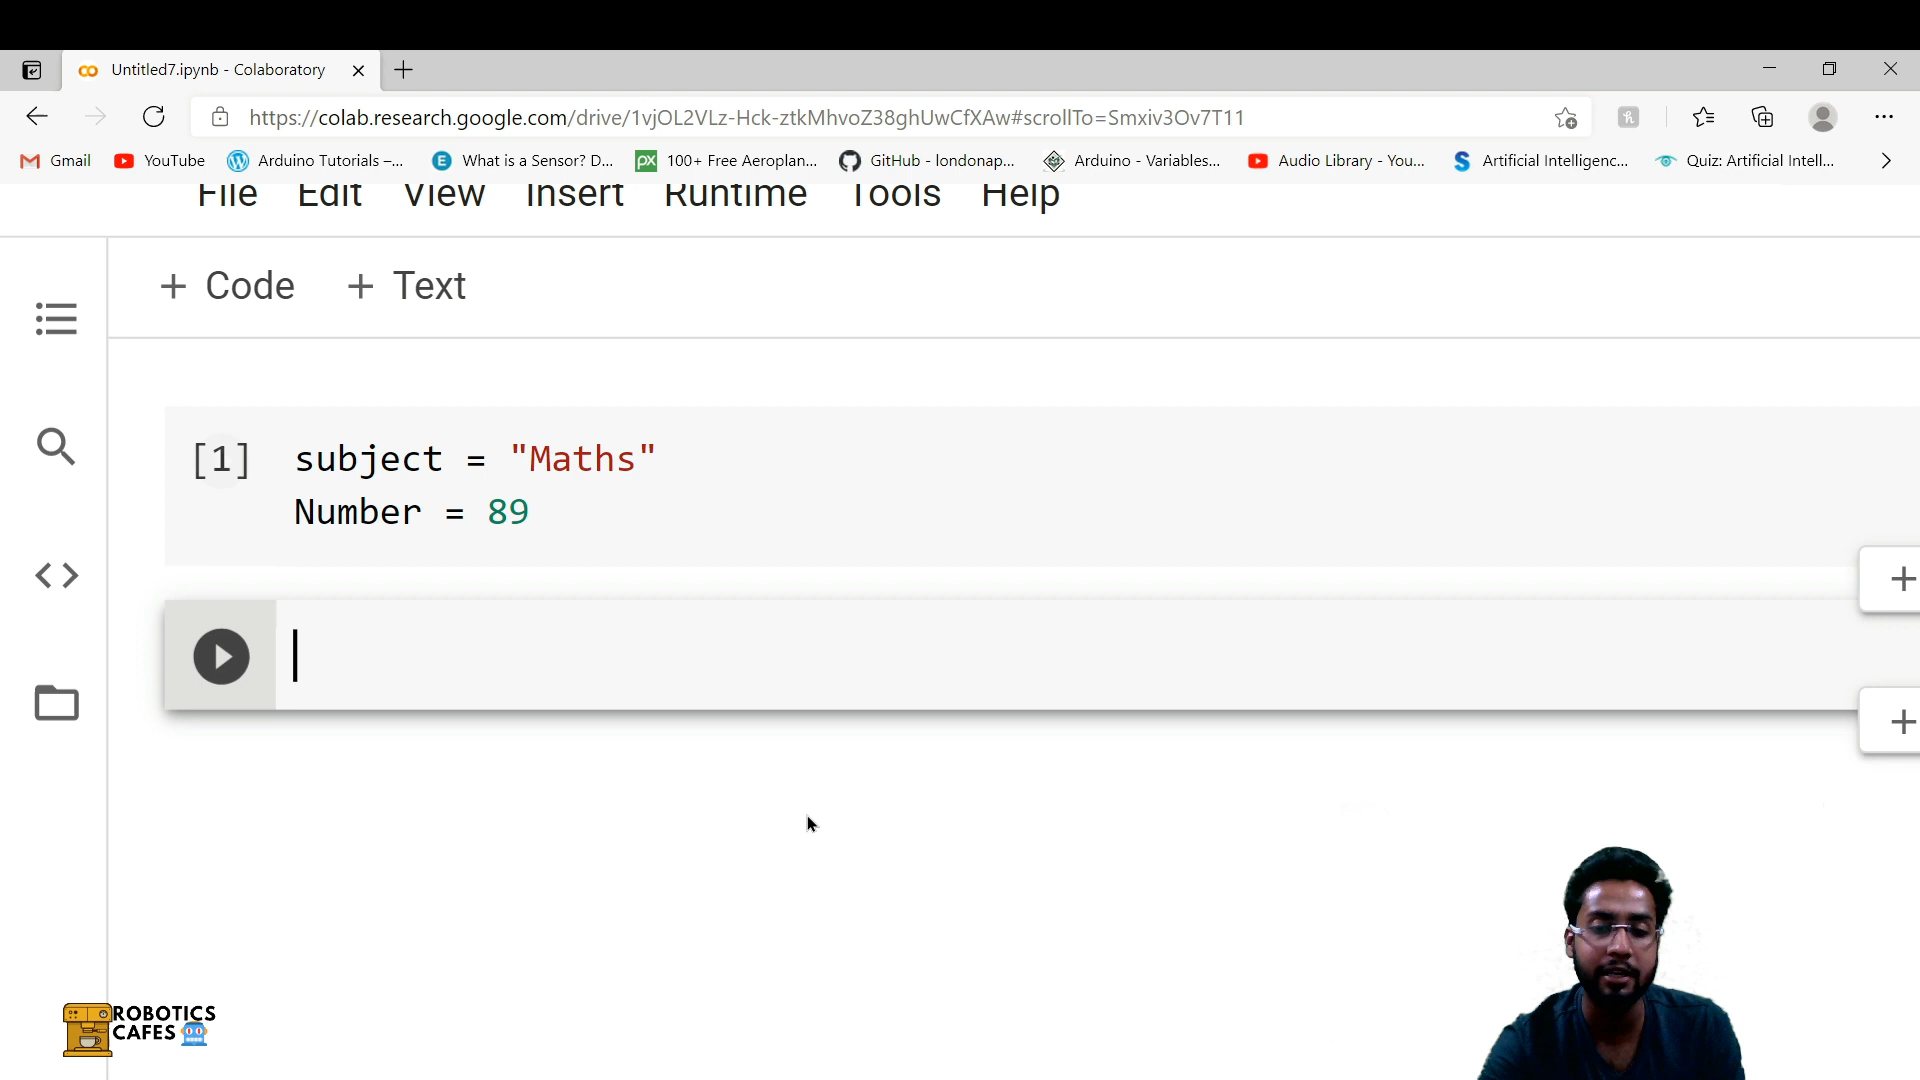 Untitled7.ipynb - Colaboratory
https://colab.research.google.com/drive/1vjOL2VLz-Hck-ztkMhvoZ38ghUwCfXAw#scrollTo=Smxiv3Ov7T11
Gmail YouTube Arduino Tutorials –... What is a Sensor? D... 100+ Free Aeroplan... GitHub - londonap... Arduino - Variables... Audio Library - You... Artificial Intelligenc... Quiz: Artificial Intell...
File Edit View Insert Runtime Tools Help
+ Code + Text
[1] subject = "Maths"
Number = 89
ROBOTICS
CAFES